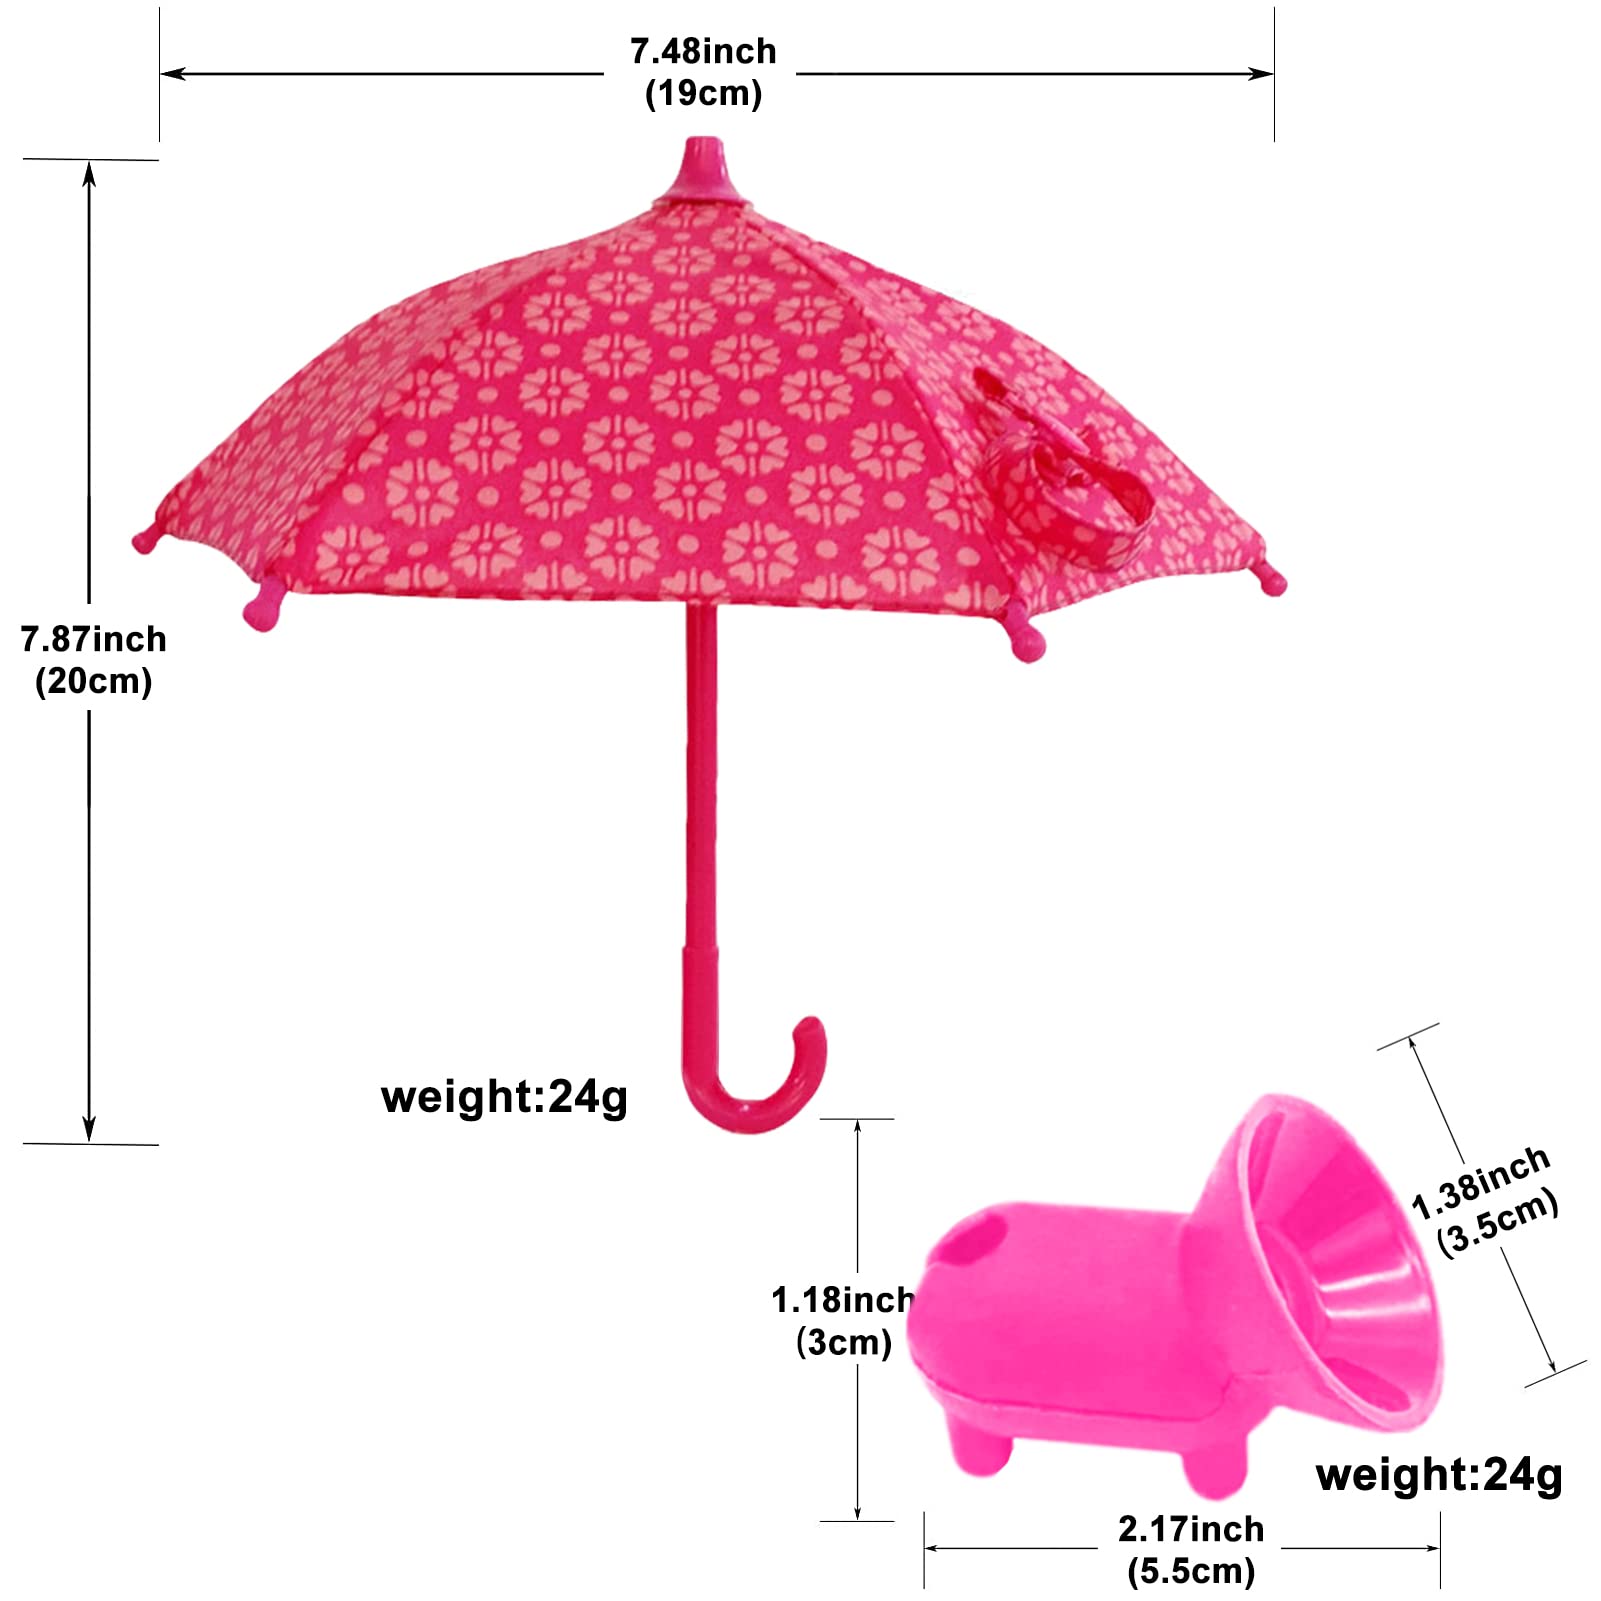 7.48inch
(19cm)
7.87inch
(20cm)
weight:24g
1.38inch
(3.5cm)
1.18inch
(3cm)
weight:24g
2.17inch
(5.5cm)